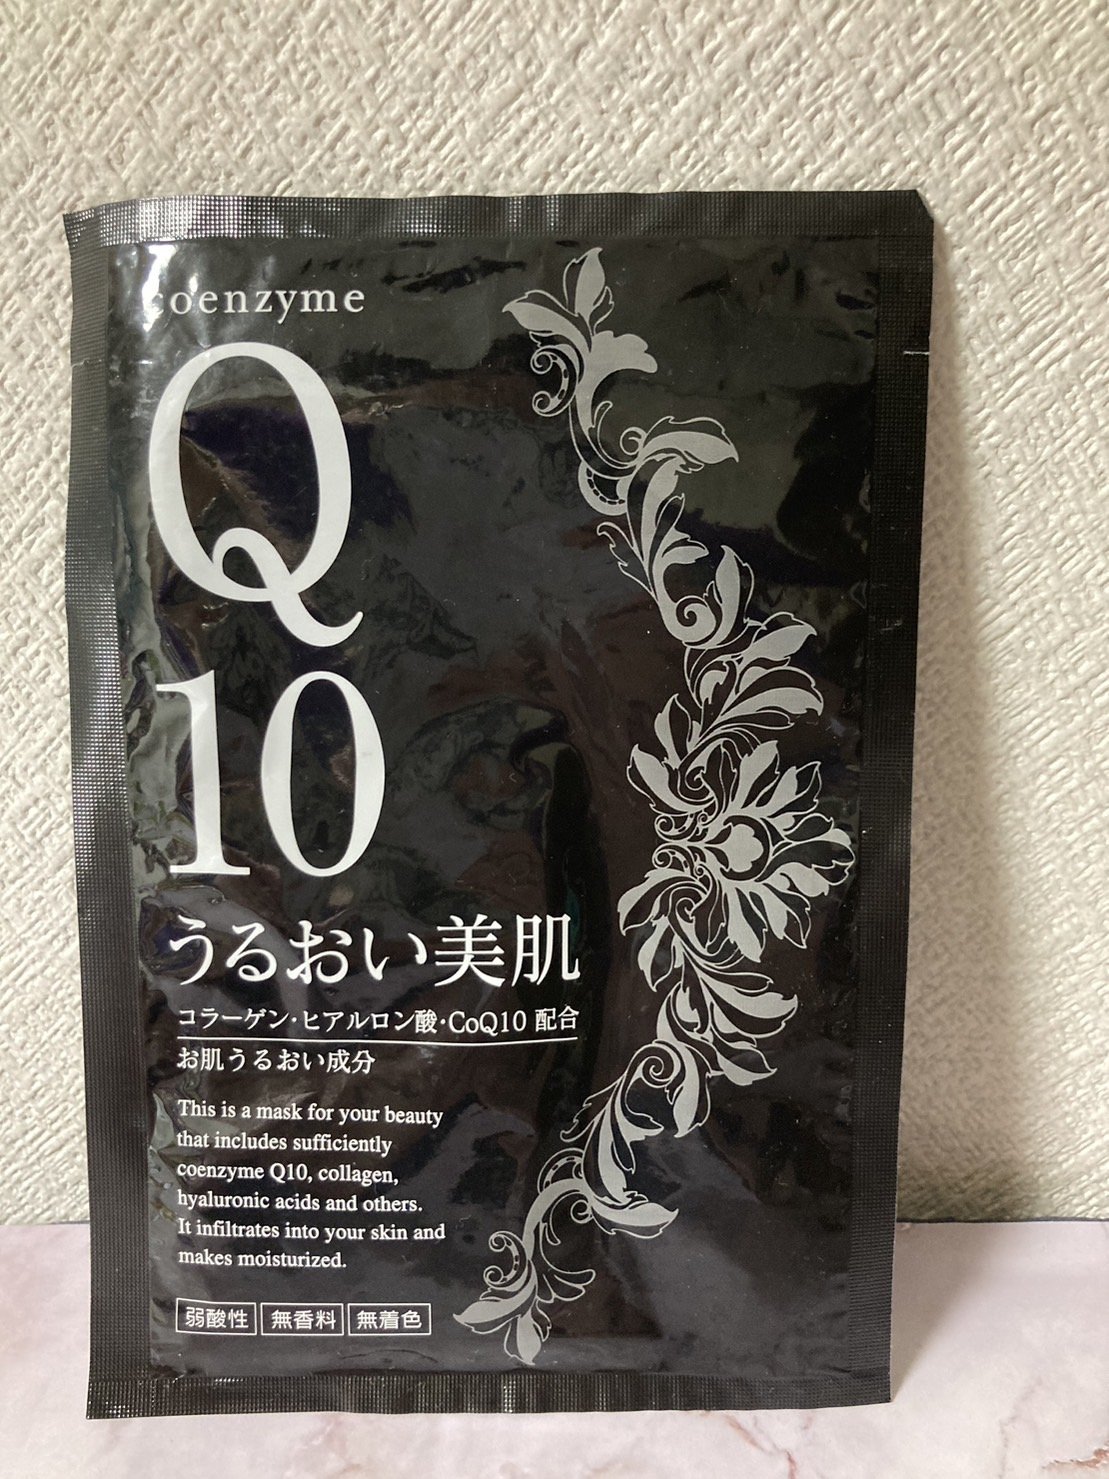 coenzyme
Q
10
うるおい美肌
コラーゲン・ヒアルロン酸・CoQ10 配合
お肌うるおい成分
This is a mask for your beauty
that includes sufficiently
coenzyme Q10, collagen,
hyaluronic acids and others.
It infiltrates into your skin and
makes moisturized.
弱酸性 無香料 無着色